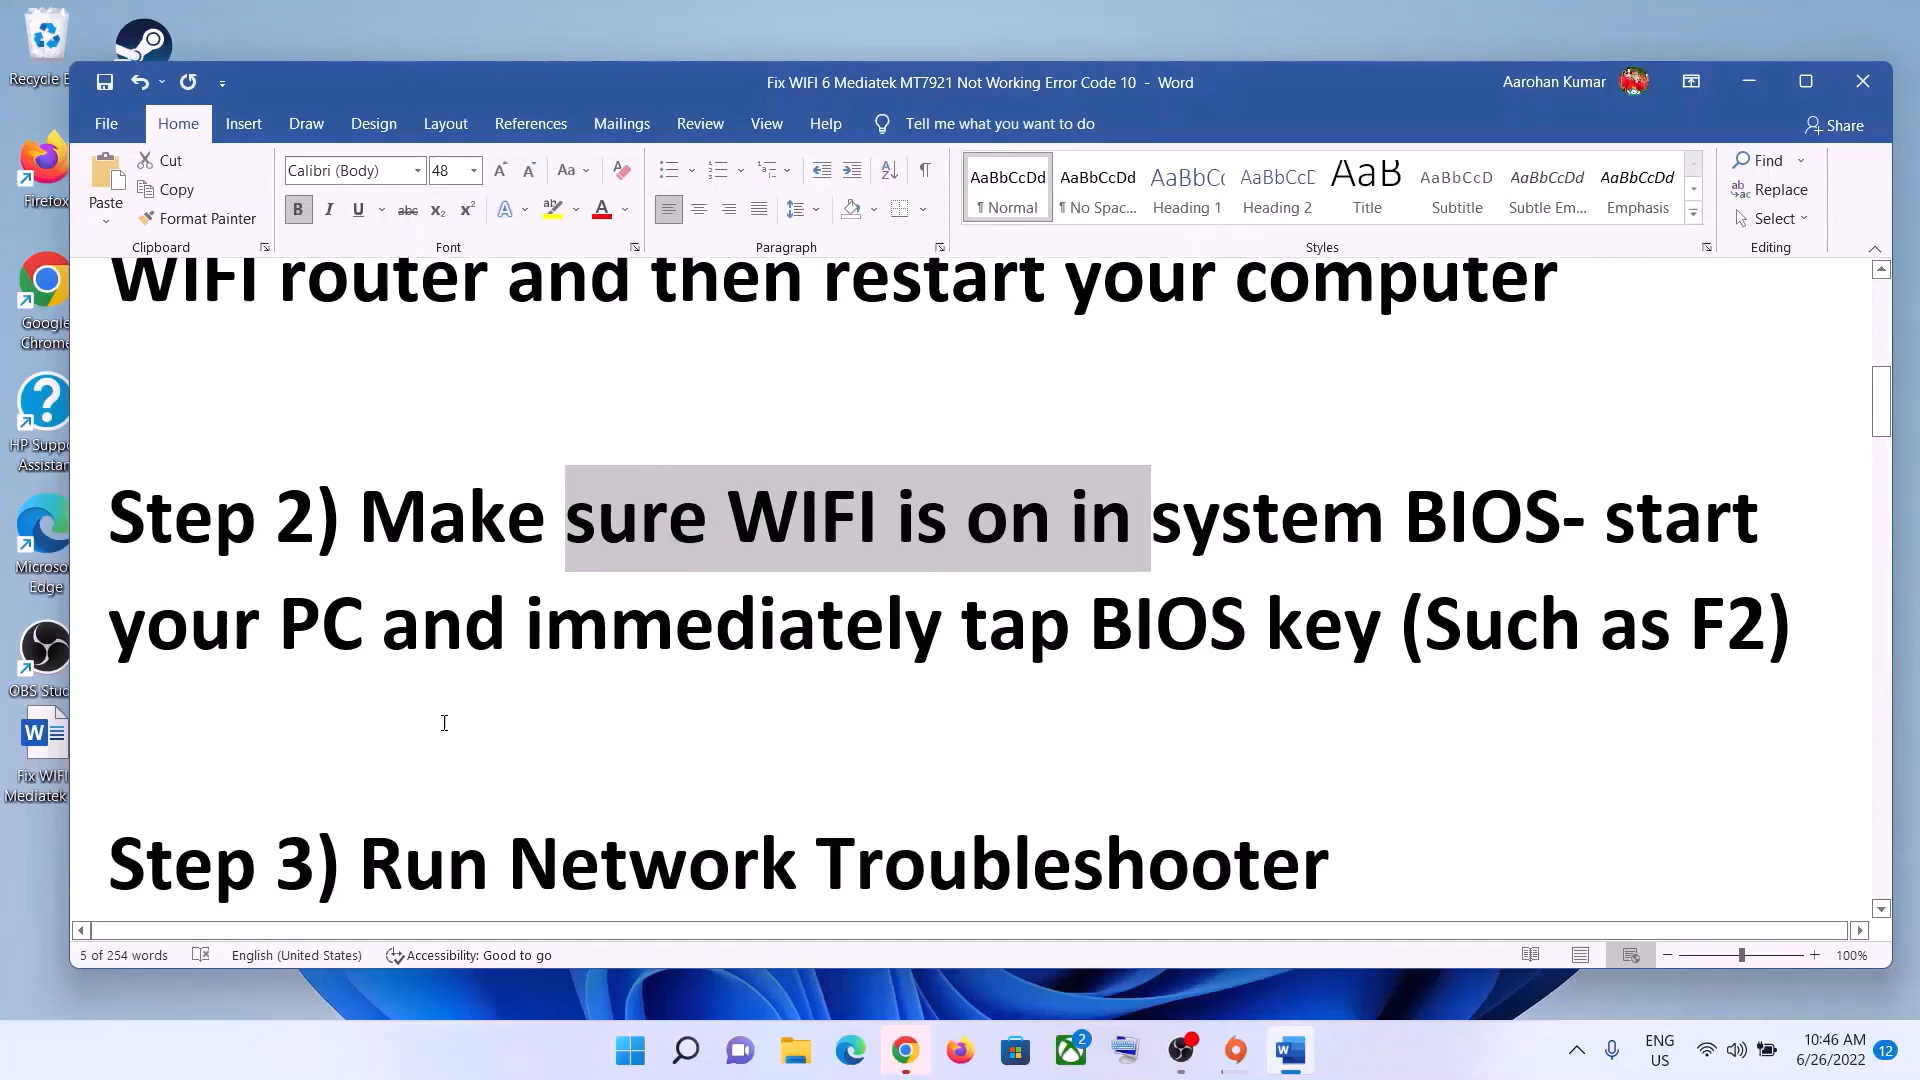 Recycle B
Firefox
Google
Chrome
HP Supp
Assistan
Microso
Edge
OBS Stud
Fix WIFI
Mediatek
Fix WIFI 6 Mediatek MT7921 Not Working Error Code 10 - Word
Aarohan Kumar
File Home Insert Draw Design Layout References Mailings Review View Help Tell me what you want to do
Share
Paste
Cut
Copy
Format Painter
Clipboard
Calibri (Body) 48
Font
Paragraph
AaBbCcDd AaBbCcDd AaBbCc AaBbCcD AaB AaBbCcD AaBbCcDd AaBbCcDd
¶ Normal ¶ No Spac... Heading 1 Heading 2 Title Subtitle Subtle Em... Emphasis
Styles
Find
Replace
Select
Editing
WIFI router and then restart your computer
Step 2) Make sure WIFI is on in system BIOS- start
your PC and immediately tap BIOS key (Such as F2)
Step 3) Run Network Troubleshooter
5 of 254 words English (United States) Accessibility: Good to go
100%
2
ENG
US
10:46 AM
6/26/2022
12